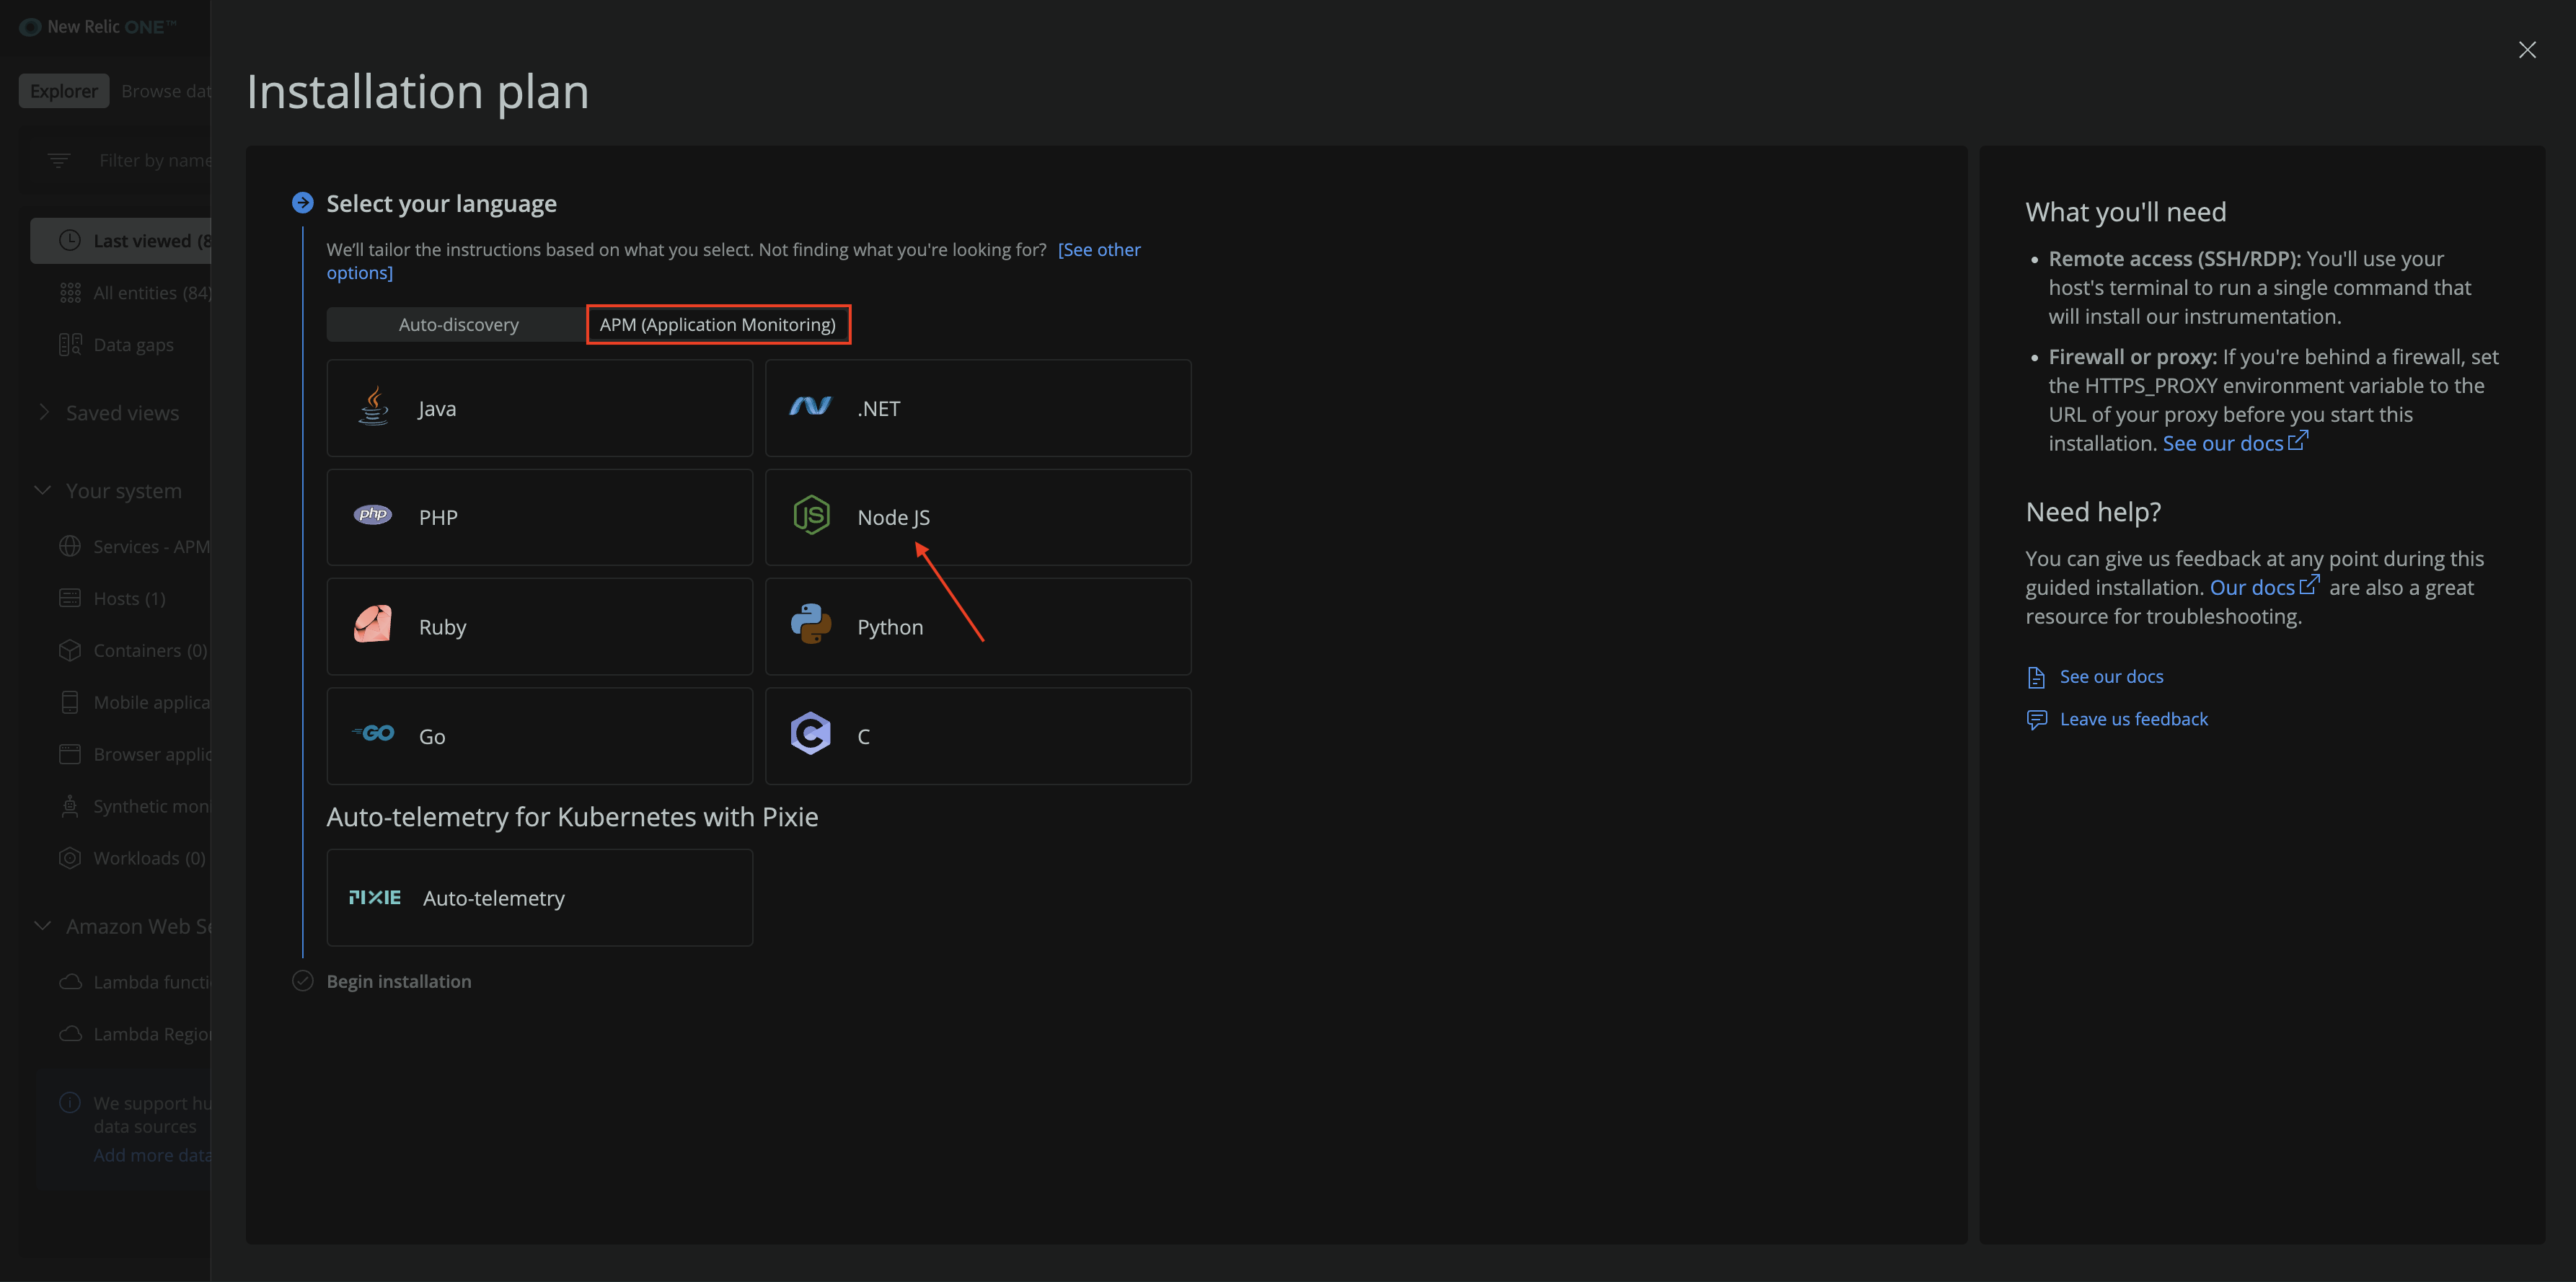 New Relic ONE™
Explorer Browse dat
Filter by name
Last viewed (8
All entities (84)
Data gaps
Saved views
Your system
Services - APM
Hosts (1)
Containers (0)
Mobile applica
Browser applic
Synthetic mon
Workloads (0)
Amazon Web Se
Lambda functi
Lambda Region
We support hu
data sources
Add more data
Installation plan
Select your language
We'll tailor the instructions based on what you select. Not finding what you're looking for? [See other
options]
Auto-discovery
APM (Application Monitoring)
Java
.NET
php PHP
JS Node JS
Ruby
Python
GO Go
C C
Auto-telemetry for Kubernetes with Pixie
PIXIE Auto-telemetry
Begin installation
What you'll need
• Remote access (SSH/RDP): You'll use your
host's terminal to run a single command that
will install our instrumentation.
• Firewall or proxy: If you're behind a firewall, set
the HTTPS_PROXY environment variable to the
URL of your proxy before you start this
installation. See our docs
Need help?
You can give us feedback at any point during this
guided installation. Our docs are also a great
resource for troubleshooting.
See our docs
Leave us feedback